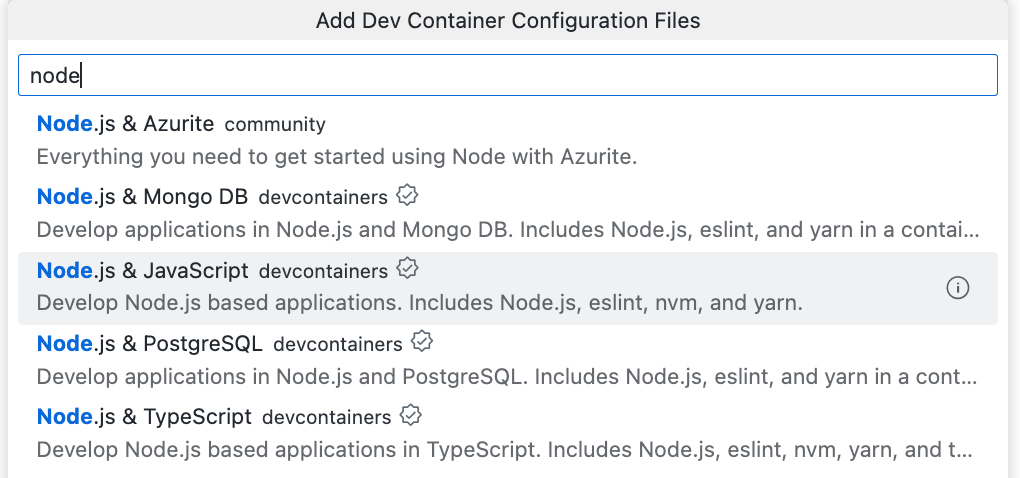 Add Dev Container Configuration Files
node
Node.js & Azurite community
Everything you need to get started using Node with Azurite.
Node.js & Mongo DB devcontainers
Develop applications in Node.js and Mongo DB. Includes Node.js, eslint, and yarn in a contai...
Node.js & JavaScript devcontainers
Develop Node.js based applications. Includes Node.js, eslint, nvm, and yarn.
Node.js & PostgreSQL devcontainers
Develop applications in Node.js and PostgreSQL. Includes Node.js, eslint, and yarn in a cont...
Node.js & TypeScript devcontainers
Develop Node.js based applications in TypeScript. Includes Node.js, eslint, nvm, yarn, and t...